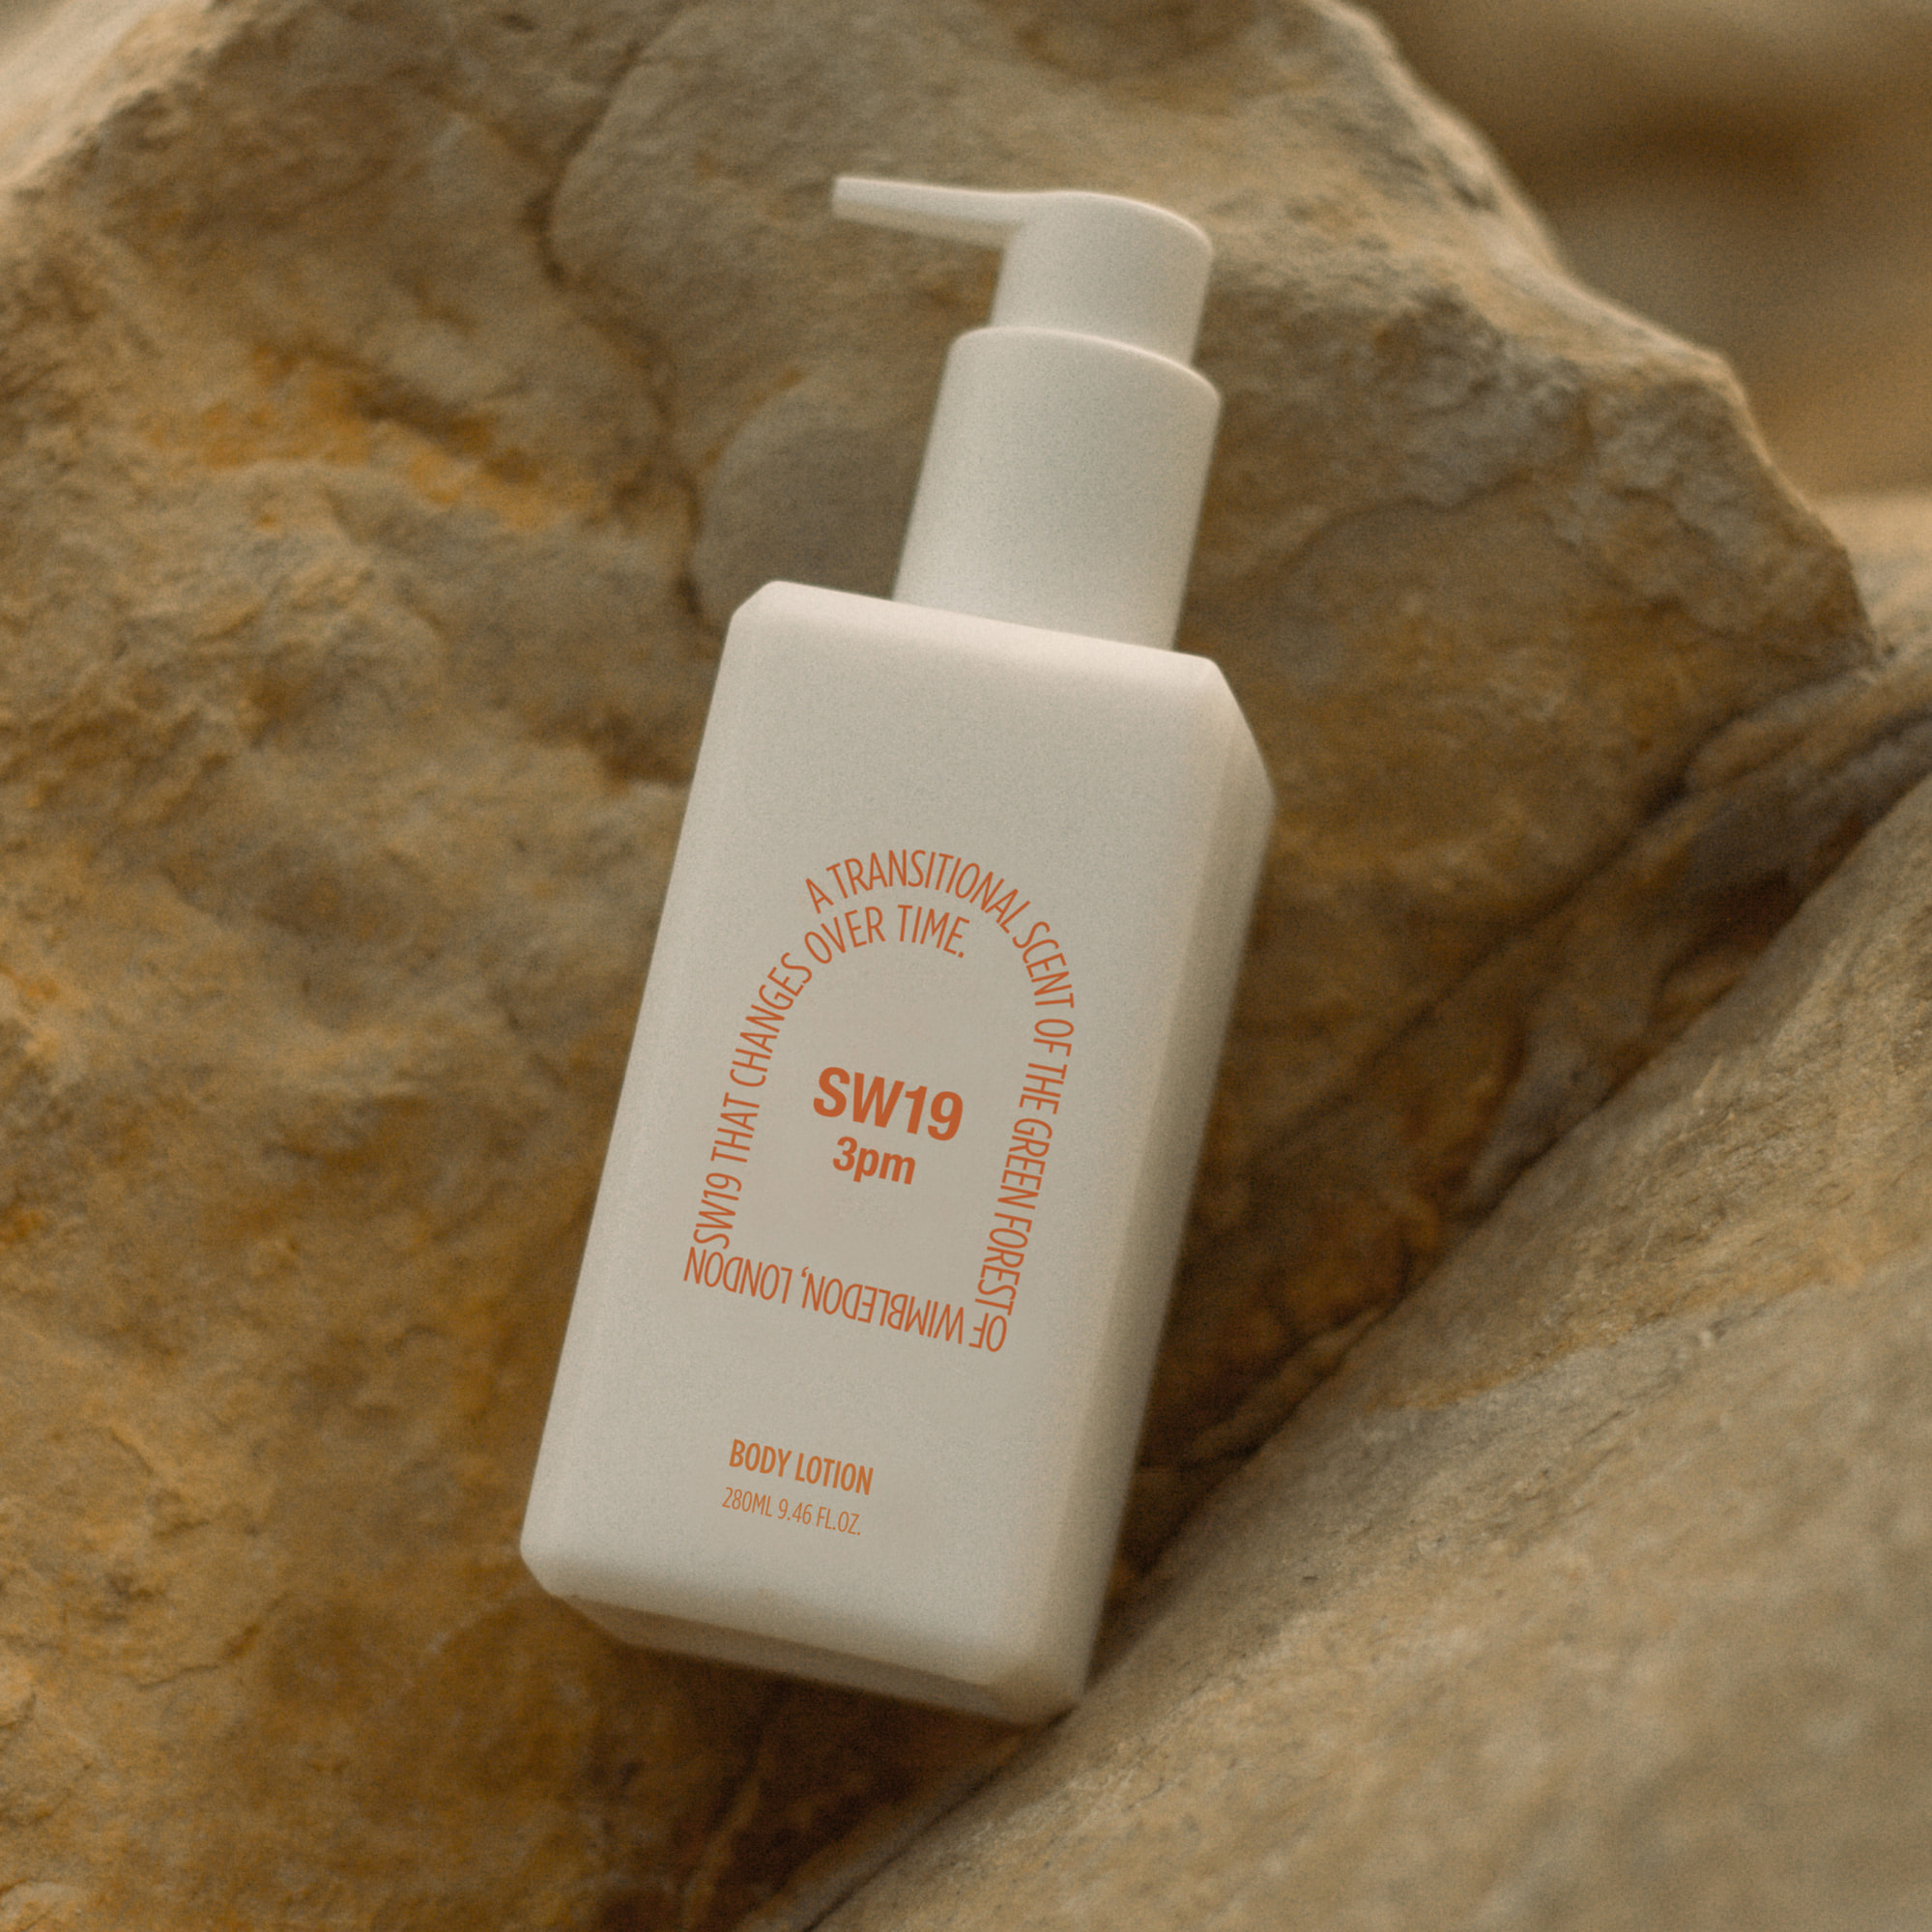 A TRANSITIONAL SCENT OF THE GREEN FOREST
OF WIMBLEDON, LONDON
SW19 THAT CHANGES OVER TIME.
SW19
3pm
BODY LOTION
280ML 9.46 FL.OZ.